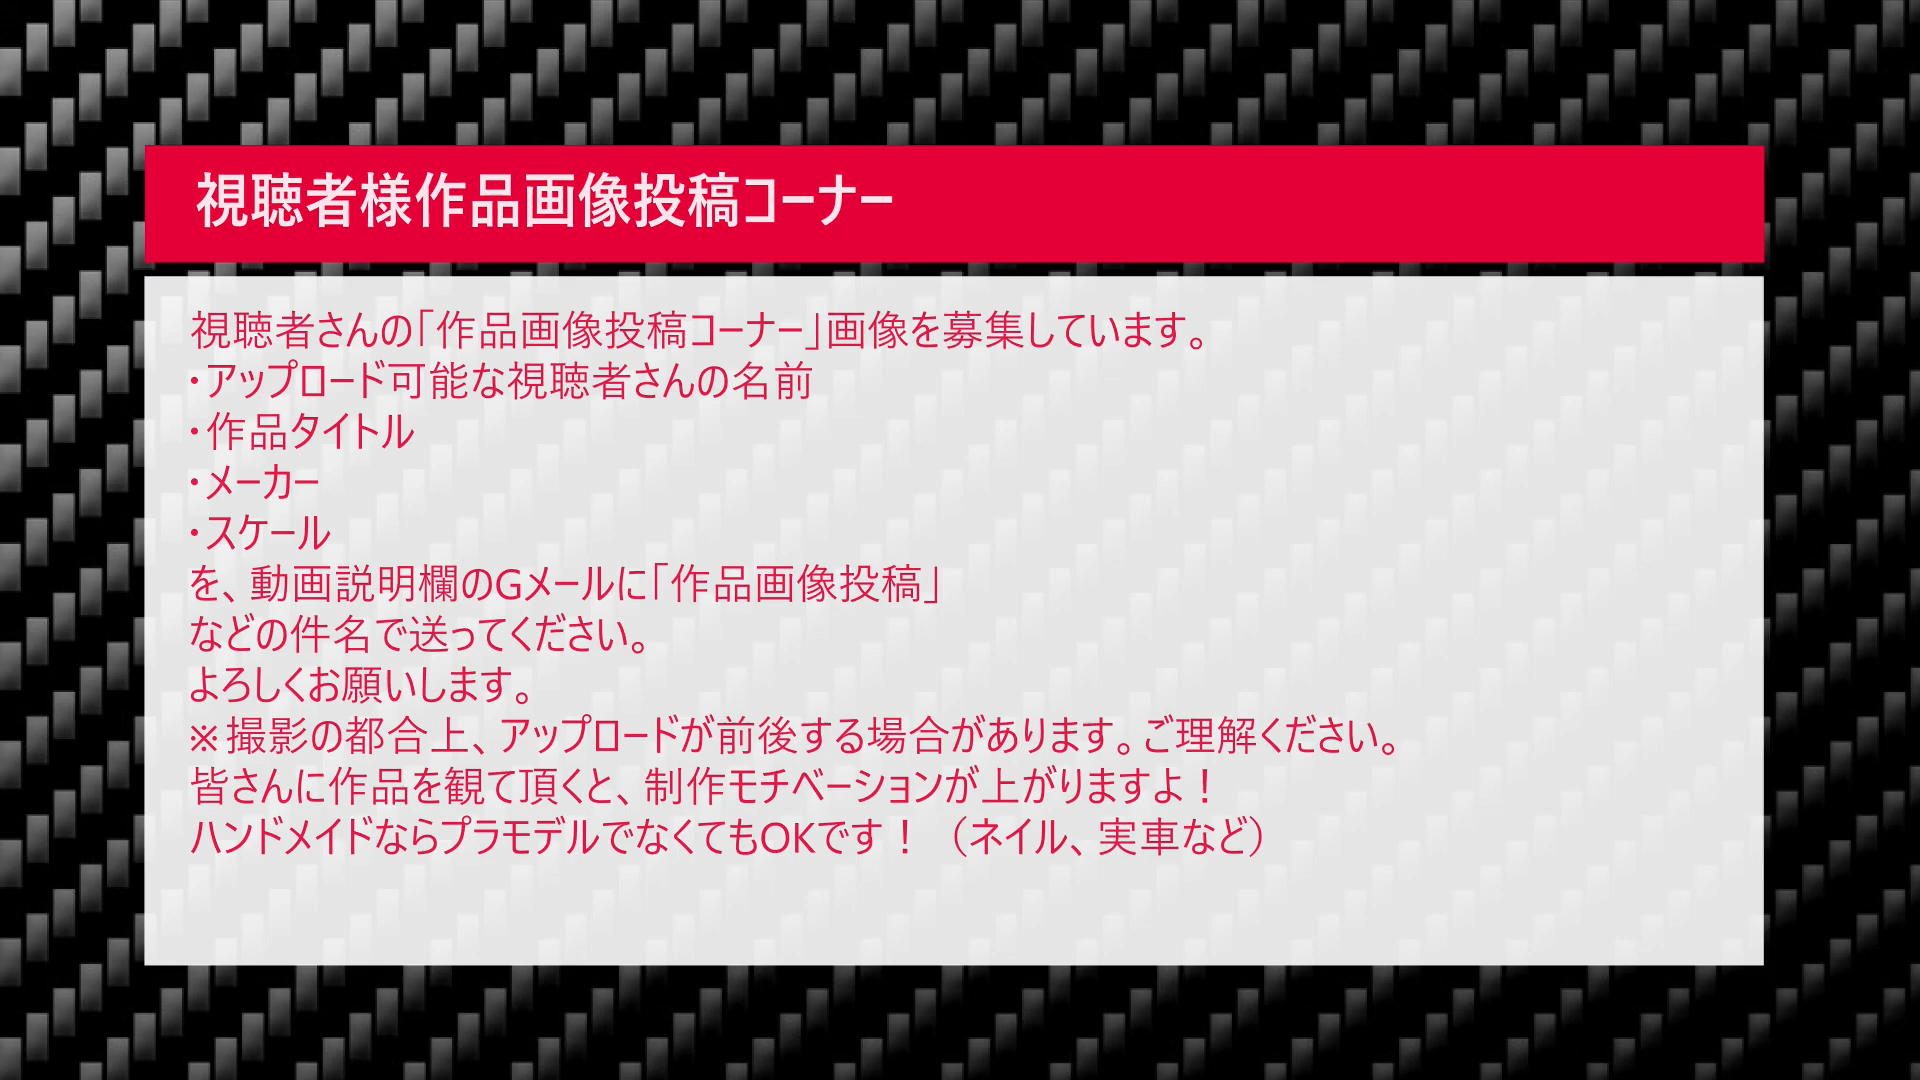 視聴者様作品画像投稿コーナー
視聴者さんの「作品画像投稿コーナー」画像を募集しています。
・アップロード可能な視聴者さんの名前
・作品タイトル
・メーカー
・スケール
を、動画説明欄のGメールに「作品画像投稿」
などの件名で送ってください。
よろしくお願いします。
※撮影の都合上、アップロードが前後する場合があります。ご理解ください。
皆さんに作品を観て頂くと、制作モチベーションが上がりますよ！
ハンドメイドならプラモデルでなくてもOKです！　（ネイル、実車など）